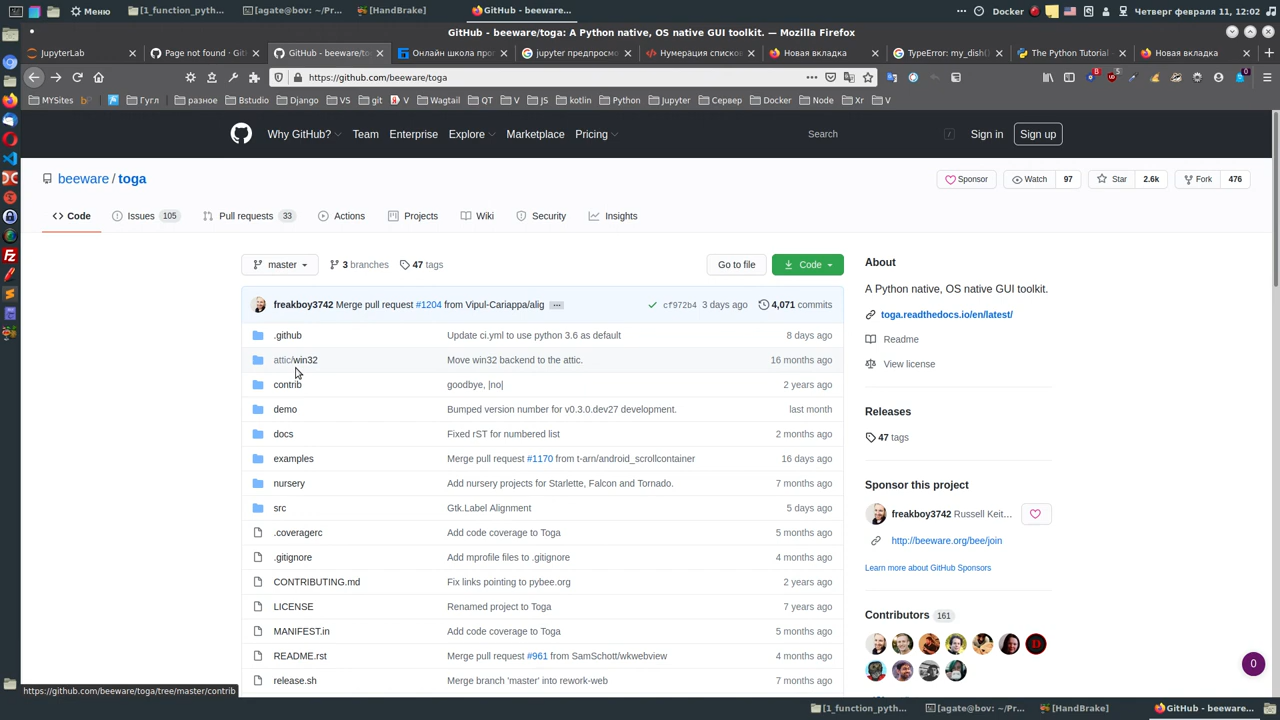 Меню
[1_function_pyth...
[agate@bov: ~/Pr...
[HandBrake]
GitHub - beeware...
Docker
Четверг февраля 11, 12:02
GitHub - beeware/toga: A Python native, OS native GUI toolkit. — Mozilla Firefox
JupyterLab
Page not found · Git
GitHub - beeware/to
Онлайн школа прог
jupyter предпросмо
Нумерация списков
Новая вкладка
TypeError: my_dish()
The Python Tutorial
Новая вкладка
https://github.com/beeware/toga
MYSites
Гугл
разное
Bstudio
Django
VS
git
V
Wagtail
QT
V
JS
kotlin
Python
Jupyter
Сервер
Docker
Node
Xr
V
Why GitHub?
Team
Enterprise
Explore
Marketplace
Pricing
Search
/
Sign in
Sign up
beeware / toga
Sponsor
Watch 97
Star 2.6k
Fork 476
Code
Issues 105
Pull requests 33
Actions
Projects
Wiki
Security
Insights
master
3 branches
47 tags
Go to file
Code
freakboy3742 Merge pull request #1204 from Vipul-Cariappa/alig ...
cf972b4 3 days ago
4,071 commits
.github Update ci.yml to use python 3.6 as default 8 days ago
attic/win32 Move win32 backend to the attic. 16 months ago
contrib goodbye, |no| 2 years ago
demo Bumped version number for v0.3.0.dev27 development. last month
docs Fixed rST for numbered list 2 months ago
examples Merge pull request #1170 from t-arn/android_scrollcontainer 16 days ago
nursery Add nursery projects for Starlette, Falcon and Tornado. 7 months ago
src Gtk.Label Alignment 5 days ago
.coveragerc Add code coverage to Toga 5 months ago
.gitignore Add mprofile files to .gitignore 4 months ago
CONTRIBUTING.md Fix links pointing to pybee.org 2 years ago
LICENSE Renamed project to Toga 7 years ago
MANIFEST.in Add code coverage to Toga 5 months ago
README.rst Merge pull request #961 from SamSchott/wkwebview 4 months ago
release.sh Merge branch 'master' into rework-web 7 months ago
About
A Python native, OS native GUI toolkit.
toga.readthedocs.io/en/latest/
Readme
View license
Releases
47 tags
Sponsor this project
freakboy3742 Russell Keit...
http://beeware.org/bee/join
Learn more about GitHub Sponsors
Contributors 161
D
0
https://github.com/beeware/toga/tree/master/contrib
[1_function_pyth...
[agate@bov: ~/Pr...
[HandBrake]
GitHub - beeware...